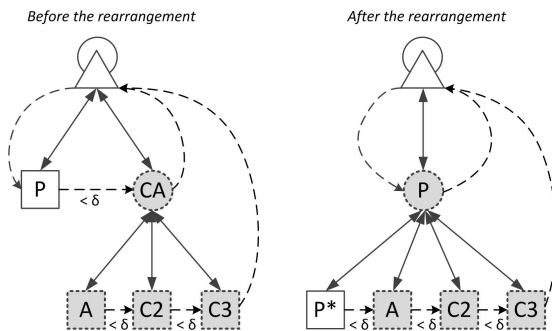 Before the rearrangement
After the rearrangement
P
< δ
CA
A
< δ
C2
< δ
C3
P
P*
< δ
A
< δ
C2
< δ
C3